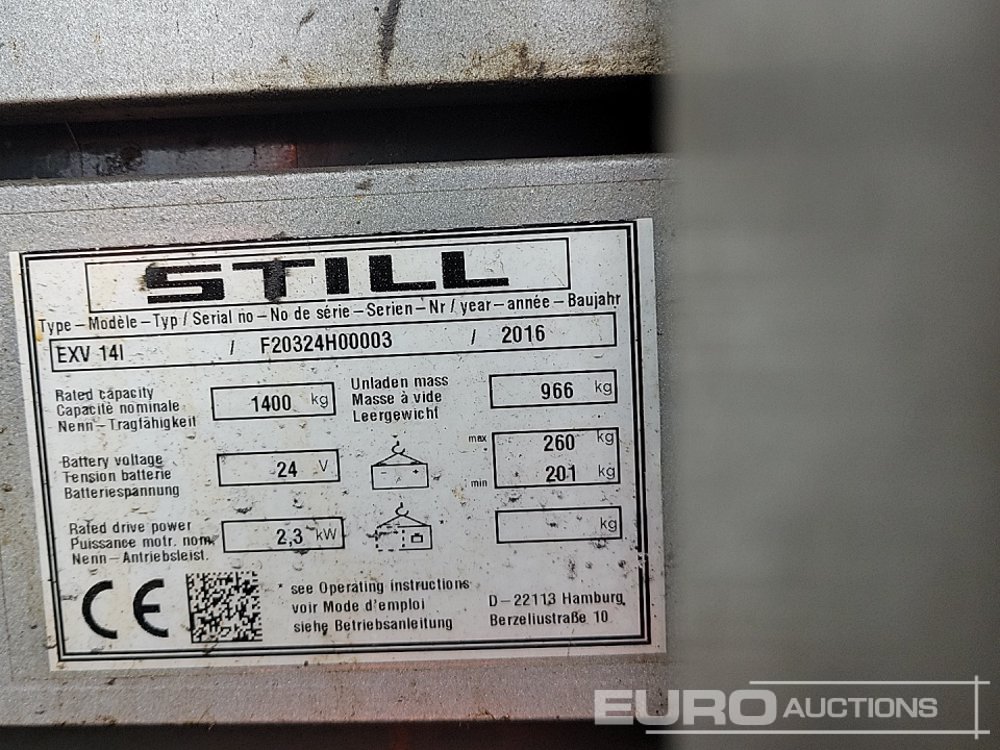 STILL
Type – Modèle – Typ / Serial no – No de série – Serien – Nr / year – année – Baujahr
EXV 14I / F20324H00003 / 2016
Rated capacity
Capacité nominale
Nenn – Tragfähigkeit
1400 kg
Unladen mass
Masse à vide
Leergewicht
966 kg
Battery voltage
Tension batterie
Batteriespannung
24 V
max 260 kg
min 201 kg
Rated drive power
Puissance motr. nom.
Nenn – Antriebsleist.
2,3 kW
kg
CE
* see Operating instructions
voir Mode d'emploi
siehe Betriebsanleitung
D – 22113 Hamburg
Berzeliustraße 10
EURO AUCTIONS